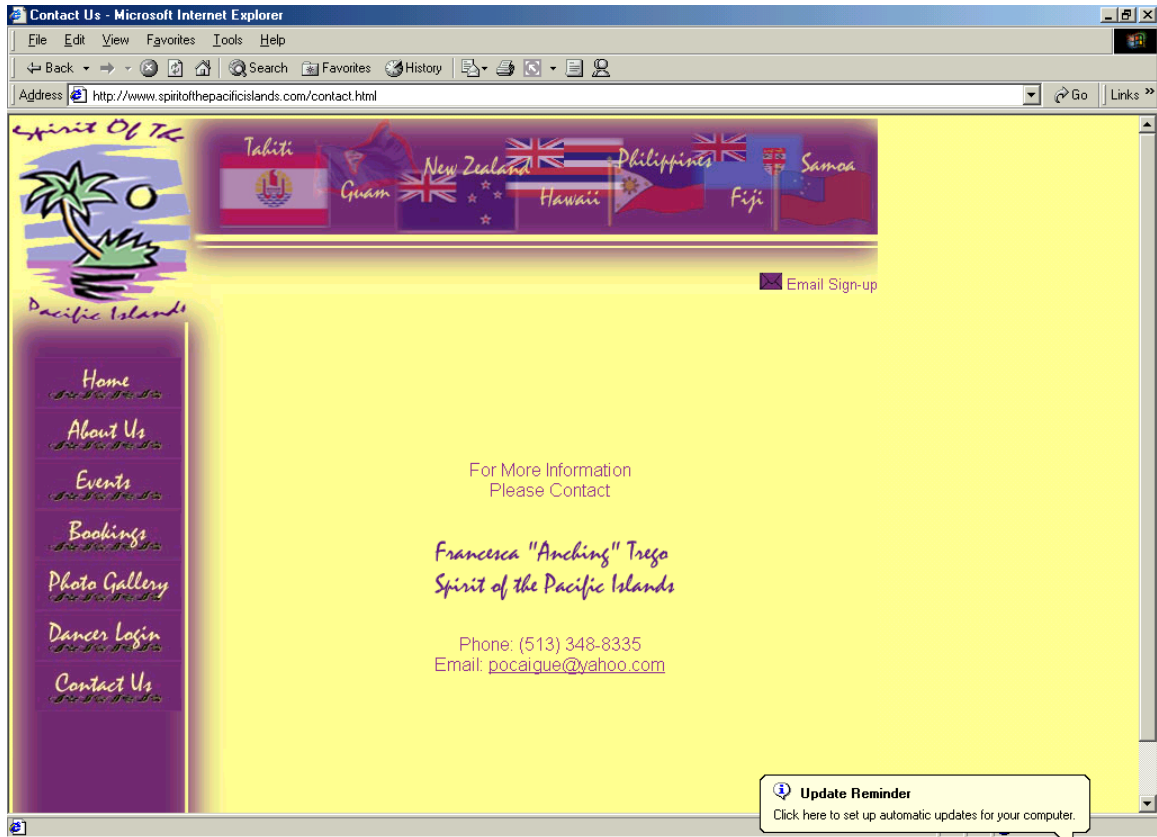 Contact Us - Microsoft Internet Explorer
File Edit View Favorites Tools Help
Back Search Favorites History
Address http://www.spiritofthepacificislands.com/contact.html Go Links »
Spirit Of The
Pacific Islands
Tahiti Guam New Zealand Hawaii Philippines Fiji Samoa
Email Sign-up
Home
About Us
Events
Bookings
Photo Gallery
Dancer Login
Contact Us
For More Information
Please Contact
Francesca "Anching" Trego
Spirit of the Pacific Islands
Phone: (513) 348-8335
Email: pocaigue@yahoo.com
Update Reminder
Click here to set up automatic updates for your computer.